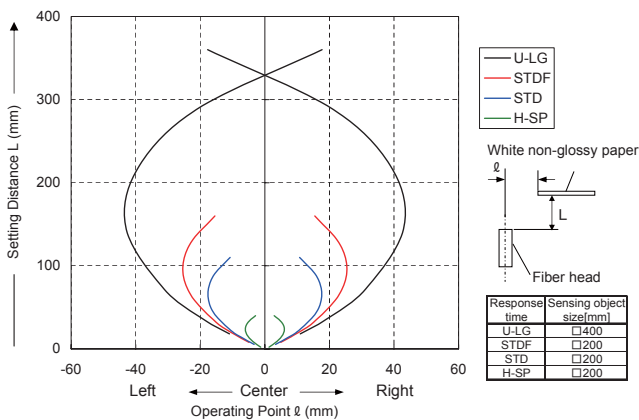 Setting Distance L (mm)
400
300
200
100
0
-60 -40 -20 0 20 40 60
Left Center Right
Operating Point ℓ (mm)
U-LG
STDF
STD
H-SP
White non-glossy paper
ℓ
L
Fiber head
Response time Sensing object size[mm]
U-LG □400
STDF □200
STD □200
H-SP □200